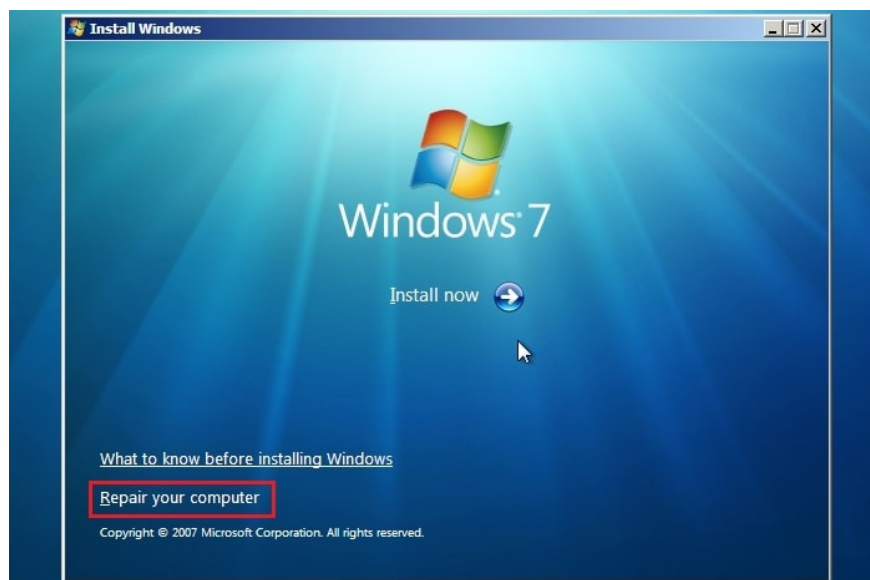 Install Windows
Windows 7
Install now
What to know before installing Windows
Repair your computer
Copyright © 2007 Microsoft Corporation. All rights reserved.